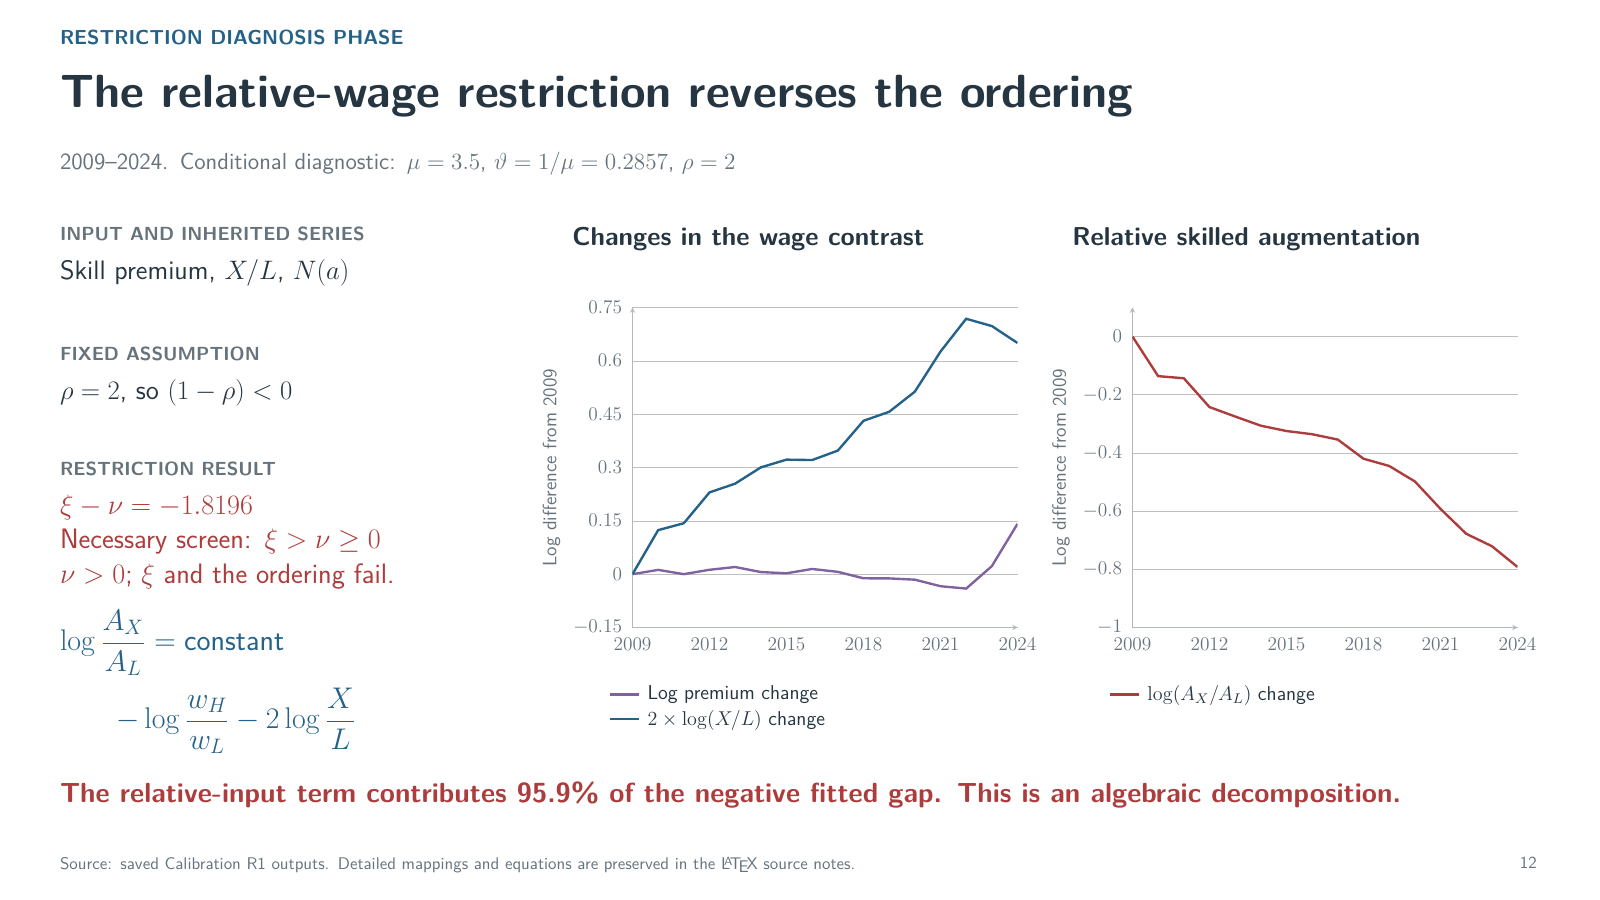 RESTRICTION DIAGNOSIS PHASE
The relative-wage restriction reverses the ordering
2009–2024. Conditional diagnostic: μ = 3.5, ϑ = 1/μ = 0.2857, ρ = 2
INPUT AND INHERITED SERIES
Skill premium, X/L, N(a)
FIXED ASSUMPTION
ρ = 2, so (1 − ρ) < 0
RESTRICTION RESULT
ξ − ν = −1.8196
Necessary screen: ξ > ν ≥ 0
ν > 0; ξ and the ordering fail.
log A_X/A_L = constant
− log w_H/w_L − 2 log X/L
Changes in the wage contrast
Log difference from 2009
0.75
0.6
0.45
0.3
0.15
0
−0.15
2009 2012 2015 2018 2021 2024
Log premium change
2 × log(X/L) change
Relative skilled augmentation
Log difference from 2009
0
−0.2
−0.4
−0.6
−0.8
−1
2009 2012 2015 2018 2021 2024
log(A_X/A_L) change
The relative-input term contributes 95.9% of the negative fitted gap. This is an algebraic decomposition.
Source: saved Calibration R1 outputs. Detailed mappings and equations are preserved in the LATEX source notes.
12